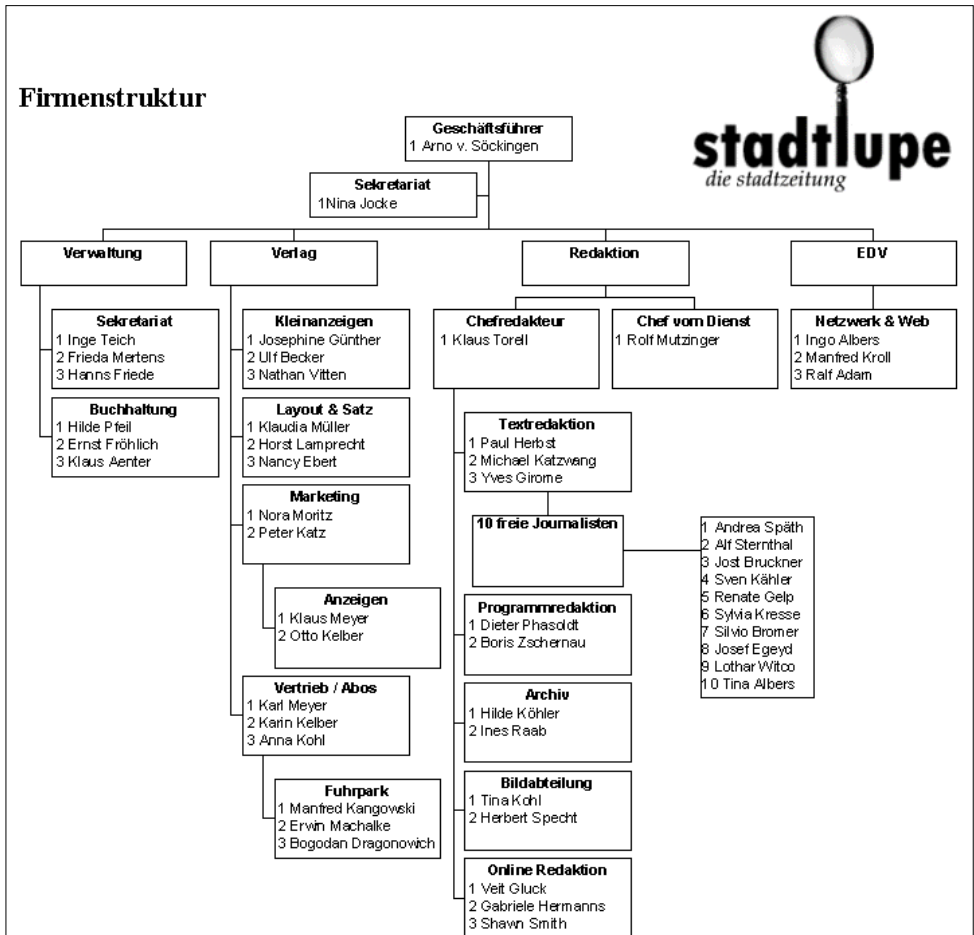 Firmenstruktur
stadtlupe
die stadtzeitung
Geschäftsführer
1 Arno v. Söckingen
Sekretariat
1Nina Jocke
Verwaltung
Sekretariat
1 Inge Teich
2 Frieda Mertens
3 Hanns Friede
Buchhaltung
1 Hilde Pfeil
2 Ernst Fröhlich
3 Klaus Aenter
Verlag
Kleinanzeigen
1 Josephine Günther
2 Ulf Becker
3 Nathan Vitten
Layout & Satz
1 Klaudia Müller
2 Horst Lamprecht
3 Nancy Ebert
Marketing
1 Nora Moritz
2 Peter Katz
Anzeigen
1 Klaus Meyer
2 Otto Kelber
Vertrieb / Abos
1 Karl Meyer
2 Karin Kelber
3 Anna Kohl
Fuhrpark
1 Manfred Kangowski
2 Erwin Machalke
3 Bogodan Dragonowich
Redaktion
Chefredakteur
1 Klaus Torell
Chef vom Dienst
1 Rolf Mutzinger
Textredaktion
1 Paul Herbst
2 Michael Katzwang
3 Yves Girome
10 freie Journalisten
1 Andrea Späth
2 Alf Sternthal
3 Jost Bruckner
4 Sven Kähler
5 Renate Gelp
6 Sylvia Kresse
7 Silvio Bromer
8 Josef Egeyd
9 Lothar Witco
10 Tina Albers
Programmredaktion
1 Dieter Phasoldt
2 Boris Zschernau
Archiv
1 Hilde Köhler
2 Ines Raab
Bildabteilung
1 Tina Kohl
2 Herbert Specht
Online Redaktion
1 Veit Gluck
2 Gabriele Hermanns
3 Shawn Smith
EDV
Netzwerk & Web
1 Ingo Albers
2 Manfred Kroll
3 Ralf Adam